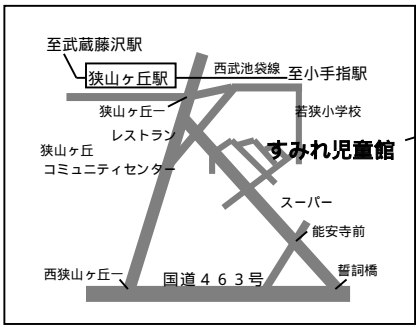 至武蔵藤沢駅
狭山ヶ丘駅
西武池袋線
至小手指駅
狭山ヶ丘一
若狭小学校
レストラン
狭山ヶ丘
コミュニティセンター
すみれ児童館
スーパー
能安寺前
西狭山ヶ丘一
国道４６３号
誓詞橋